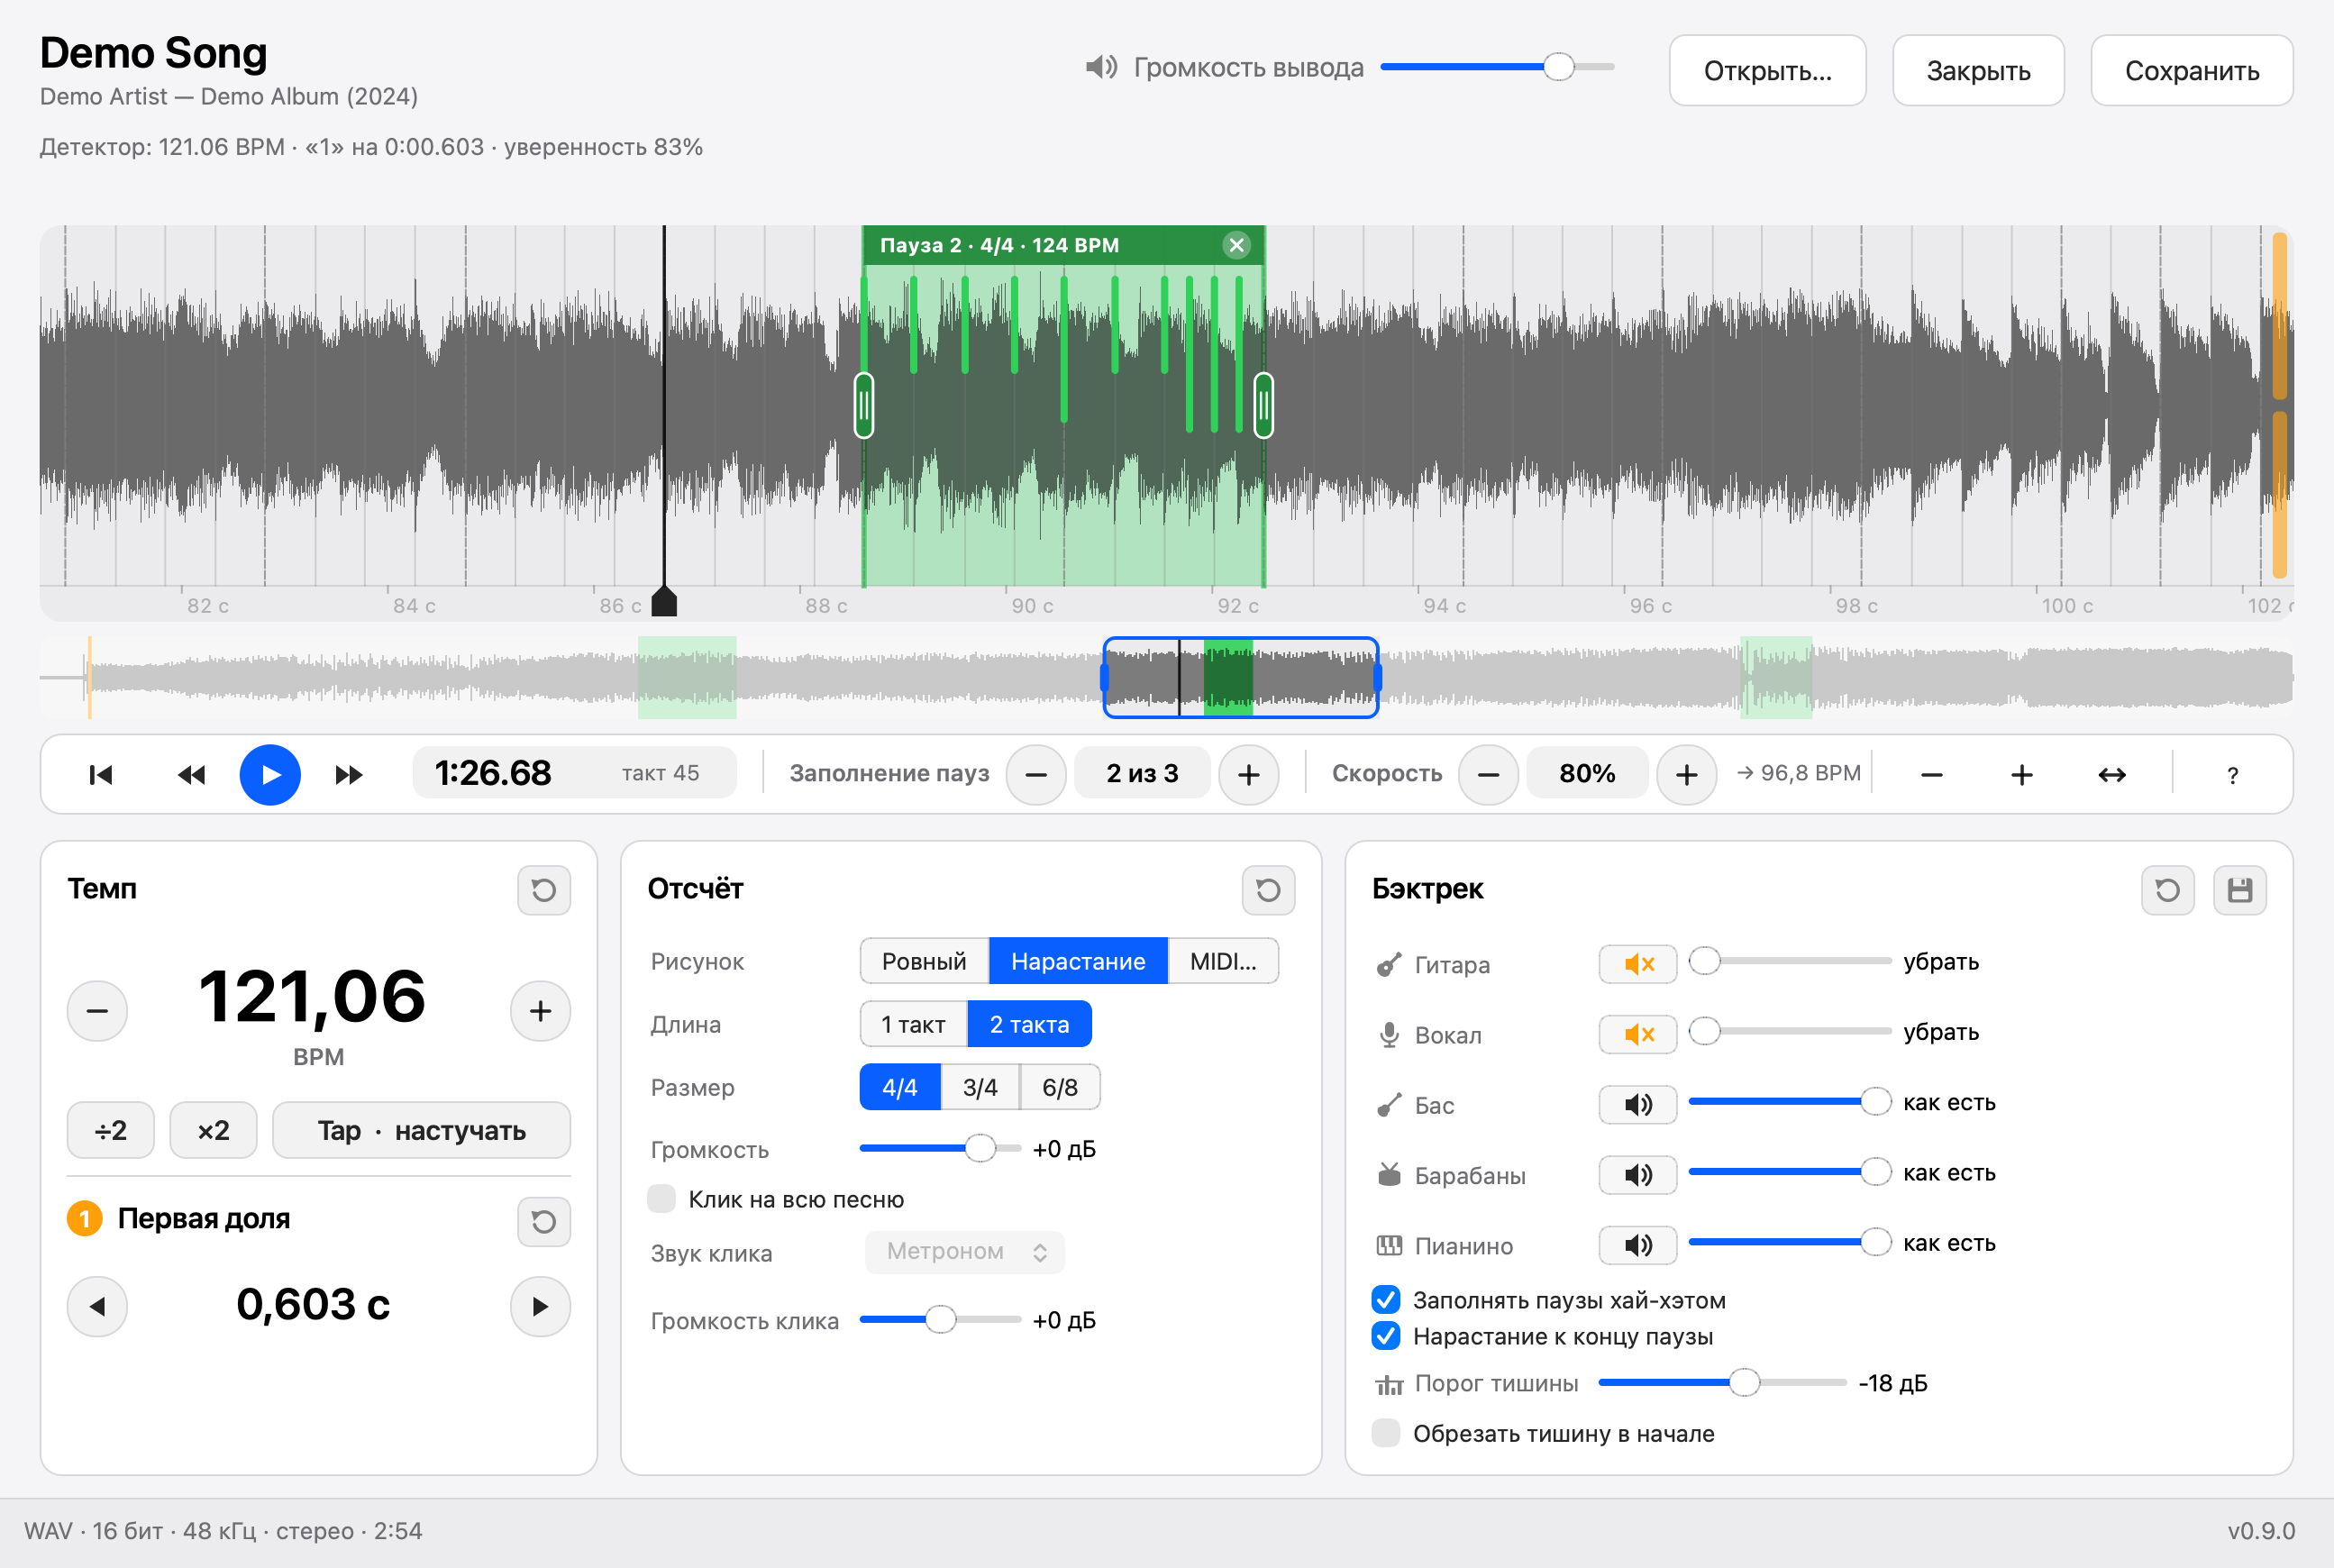 Demo Song
Demo Artist — Demo Album (2024)
Детектор: 121.06 BPM · «1» на 0:00.603 · уверенность 83%
Громкость вывода
Открыть...
Закрыть
Сохранить
Пауза 2 · 4/4 · 124 BPM
82 с 84 с 86 с 88 с 90 с 92 с 94 с 96 с 98 с 100 с 102 с
1:26.68 такт 45 Заполнение пауз − 2 из 3 + Скорость − 80% + → 96,8 BPM − + ↔ ?
Темп
− 121,06 +
BPM
÷2 ×2 Tap · настучать
1 Первая доля
0,603 с
Отсчёт
Рисунок Ровный Нарастание MIDI...
Длина 1 такт 2 такта
Размер 4/4 3/4 6/8
Громкость +0 дБ
Клик на всю песню
Звук клика Метроном
Громкость клика +0 дБ
Бэктрек
Гитара убрать
Вокал убрать
Бас как есть
Барабаны как есть
Пианино как есть
Заполнять паузы хай-хэтом
Нарастание к концу паузы
Порог тишины -18 дБ
Обрезать тишину в начале
WAV · 16 бит · 48 кГц · стерео · 2:54
v0.9.0